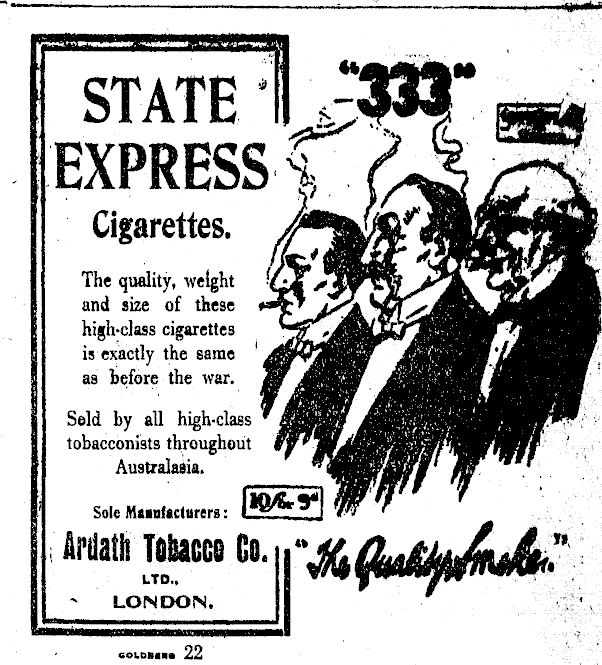 STATE
EXPRESS
Cigarettes.
The quality, weight
and size of these
high-class cigarettes
is exactly the same
as before the war.
Sold by all high-class
tobacconists throughout
Australasia.
Sole Manufacturers:
Ardath Tobacco Co.
LTD.,
LONDON.
"333"
10/6 & 9d
"The Quality Smoke."
GOLDBERG 22